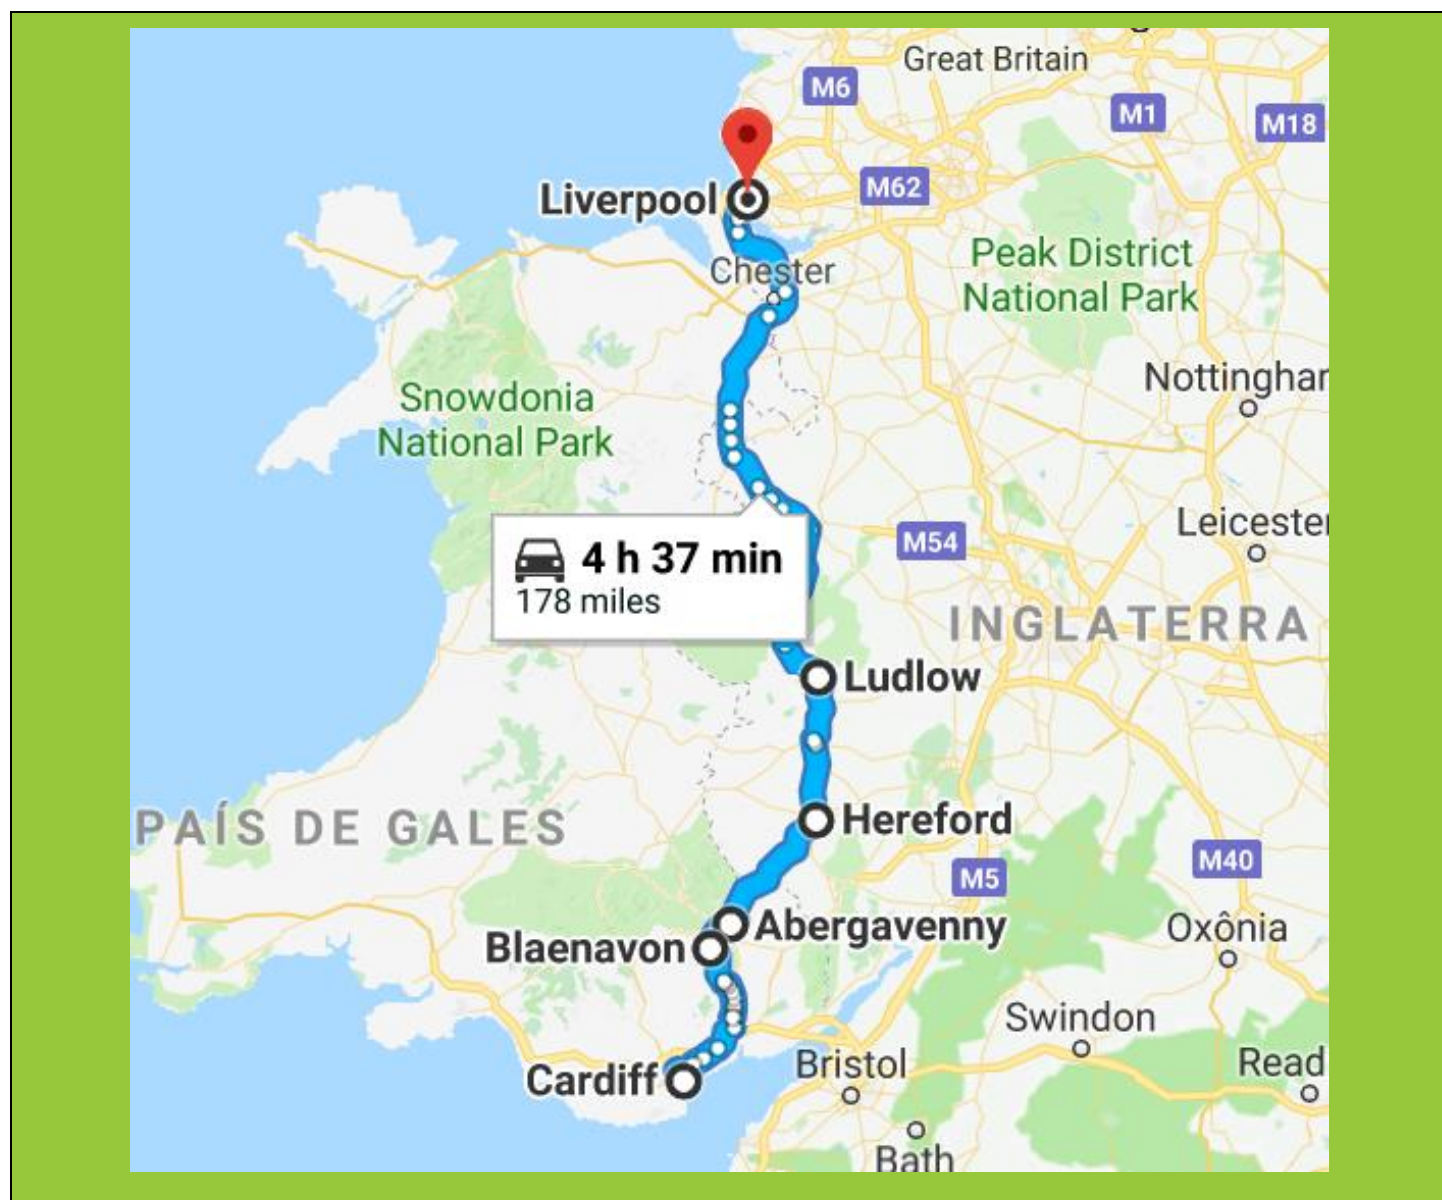 Great Britain
M6
M1
M18
M62
Liverpool
Peak District
National Park
Chester
Nottinghar
Snowdonia
National Park
Leicester
M54
4 h 37 min
178 miles
INGLATERRA
Ludlow
PAÍS DE GALES
Hereford
M40
M5
Abergavenny
Oxônia
Blaenavon
Swindon
Bristol
Read
Cardiff
Bath